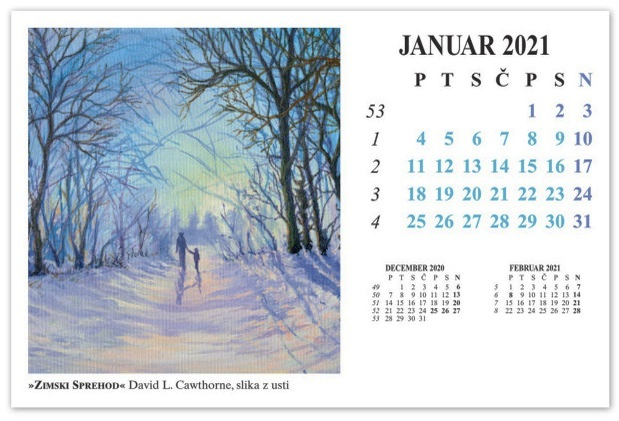 JANUAR 2021
P T S Č P S N
53 1 2 3
1 4 5 6 7 8 9 10
2 11 12 13 14 15 16 17
3 18 19 20 21 22 23 24
4 25 26 27 28 29 30 31
DECEMBER 2020
P T S Č P S N
49 1 2 3 4 5 6
50 7 8 9 10 11 12 13
51 14 15 16 17 18 19 20
52 21 22 23 24 25 26 27
53 28 29 30 31
FEBRUAR 2021
P T S Č P S N
5 1 2 3 4 5 6 7
6 8 9 10 11 12 13 14
7 15 16 17 18 19 20 21
8 22 23 24 25 26 27 28
»ZIMSKI SPREHOD« David L. Cawthorne, slika z usti